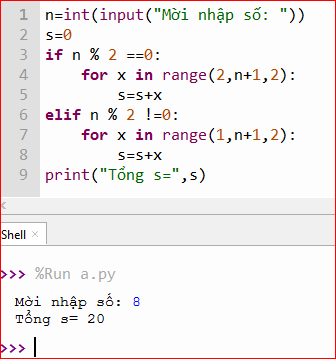 1 n=int(input("Mời nhập số: "))
2 s=0
3 if n % 2 ==0:
4     for x in range(2,n+1,2):
5         s=s+x
6 elif n % 2 !=0:
7     for x in range(1,n+1,2):
8         s=s+x
9 print("Tổng s=",s)
Shell ×
>>> %Run a.py
Mời nhập số: 8
Tổng s= 20
>>>